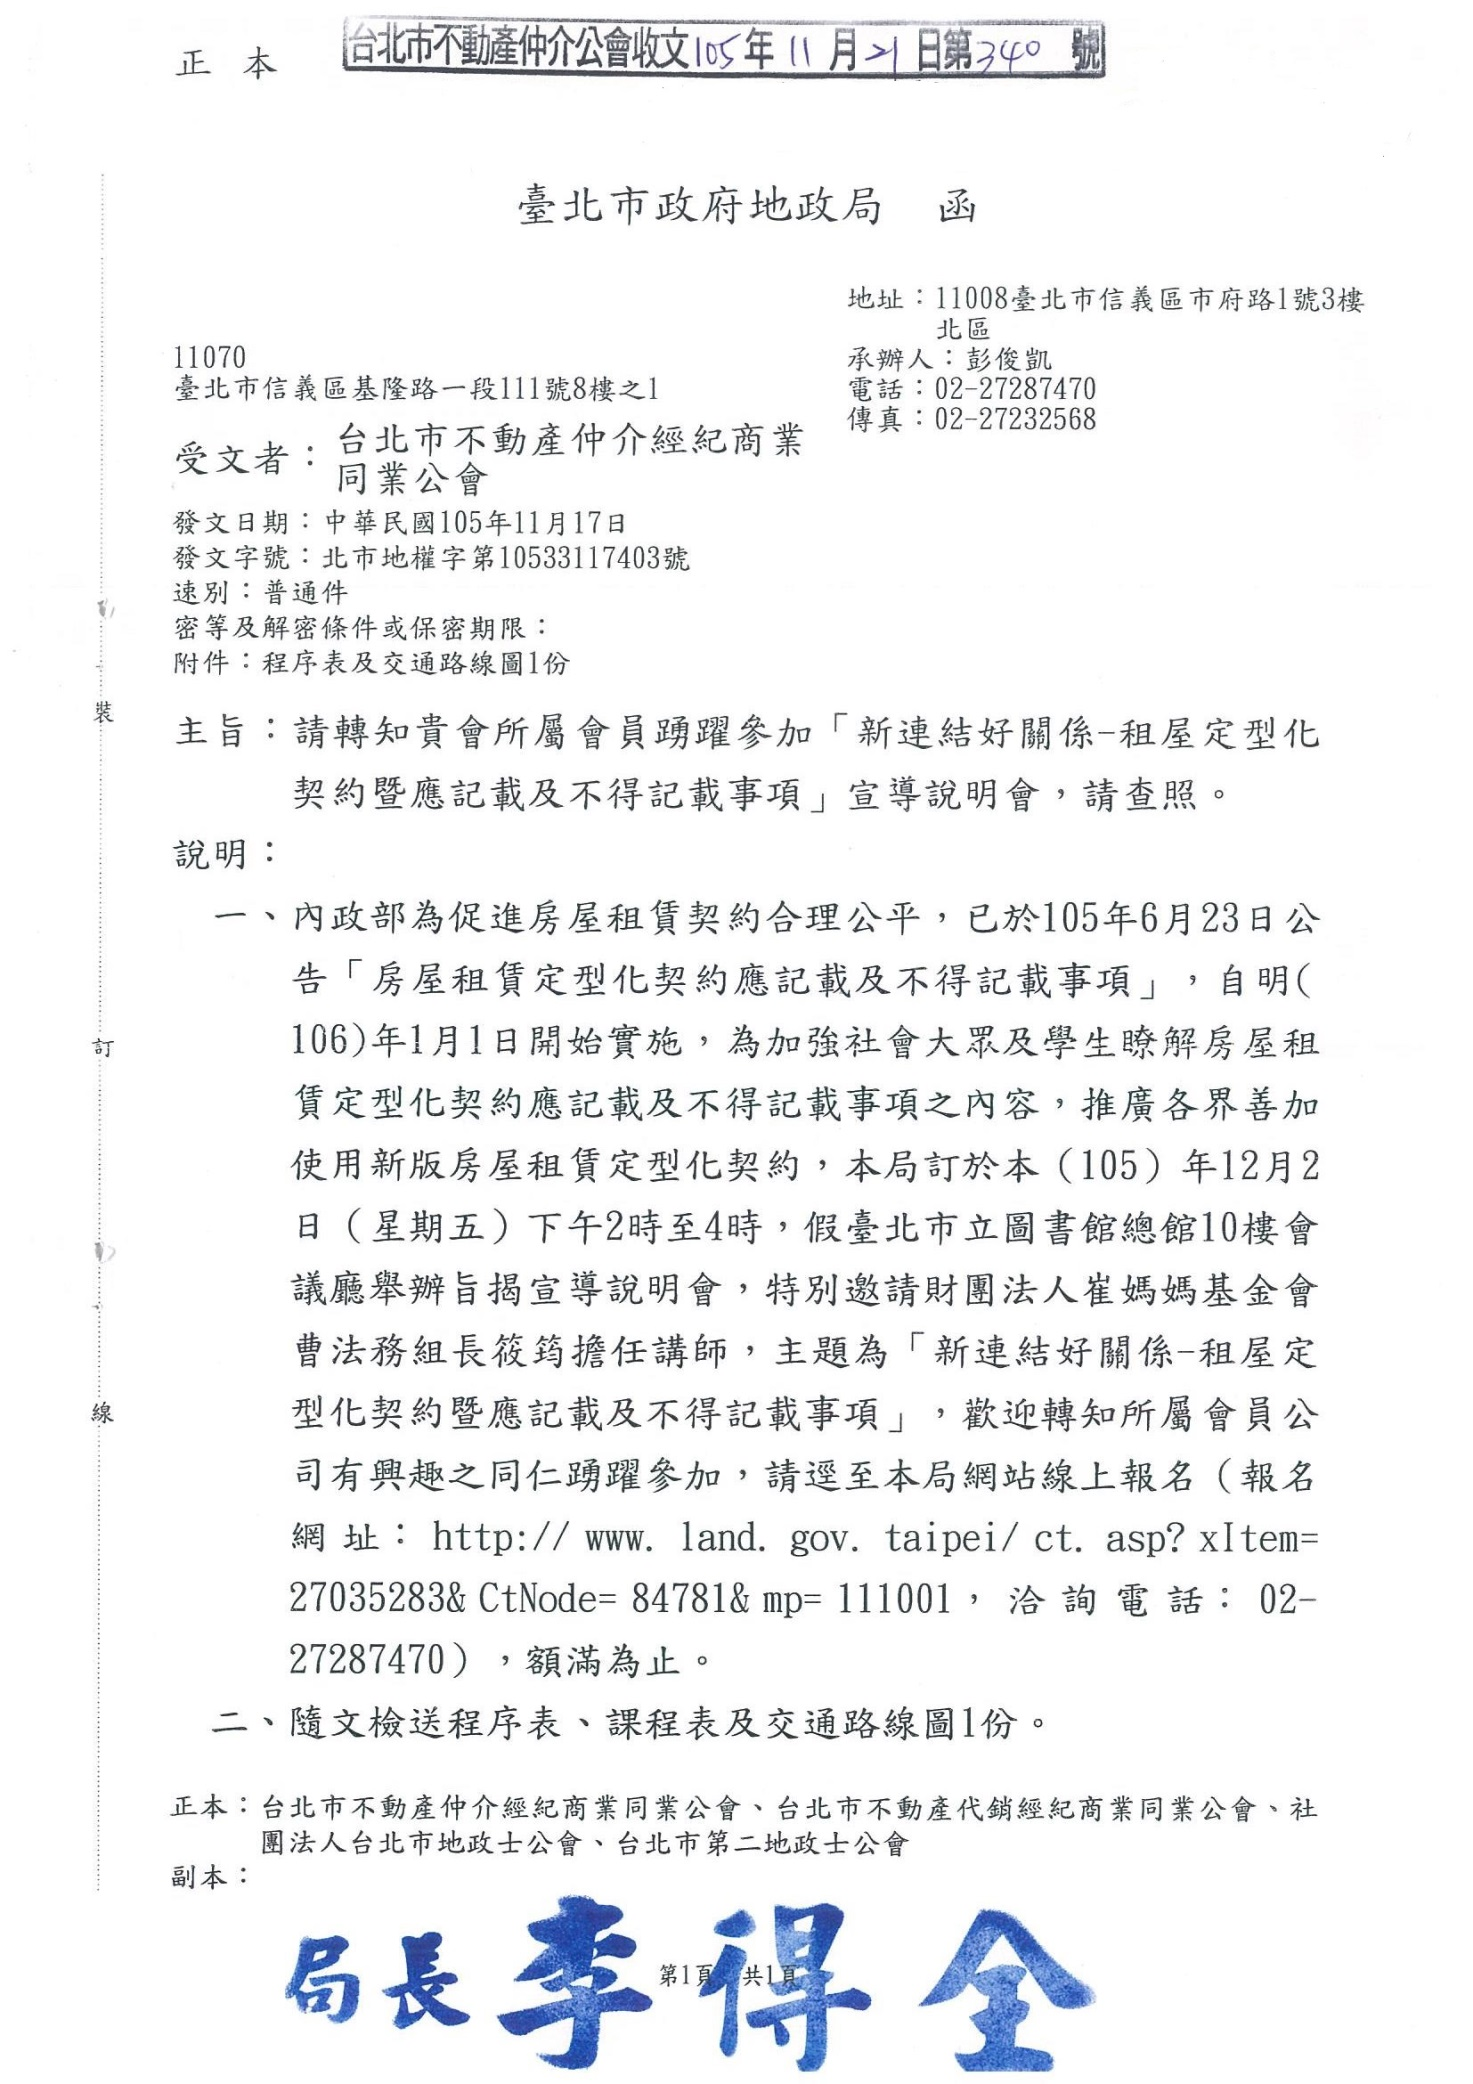 正本
台北市不動產仲介公會收文105年11月21日第340號
臺北市政府地政局 函
地址：11008臺北市信義區市府路1號3樓
北區
承辦人：彭俊凱
電話：02-27287470
傳真：02-27232568
11070
臺北市信義區基隆路一段111號8樓之1
受文者：台北市不動產仲介經紀商業
同業公會
發文日期：中華民國105年11月17日
發文字號：北市地權字第10533117403號
速別：普通件
密等及解密條件或保密期限：
附件：程序表及交通路線圖1份
主旨：請轉知貴會所屬會員踴躍參加「新連結好關係-租屋定型化
契約暨應記載及不得記載事項」宣導說明會，請查照。
說明：
一、內政部為促進房屋租賃契約合理公平，已於105年6月23日公
告「房屋租賃定型化契約應記載及不得記載事項」，自明(
106)年1月1日開始實施，為加強社會大眾及學生瞭解房屋租
賃定型化契約應記載及不得記載事項之內容，推廣各界善加
使用新版房屋租賃定型化契約，本局訂於本（105）年12月2
日（星期五）下午2時至4時，假臺北市立圖書館總館10樓會
議廳舉辦旨揭宣導說明會，特別邀請財團法人崔媽媽基金會
曹法務組長筱筠擔任講師，主題為「新連結好關係-租屋定
型化契約暨應記載及不得記載事項」，歡迎轉知所屬會員公
司有興趣之同仁踴躍參加，請逕至本局網站線上報名（報名
網址：http://www.land.gov.taipei/ct.asp?xItem=
27035283&CtNode=84781&mp=111001，洽詢電話：02-
27287470），額滿為止。
二、隨文檢送程序表、課程表及交通路線圖1份。
正本：台北市不動產仲介經紀商業同業公會、台北市不動產代銷經紀商業同業公會、社
團法人台北市地政士公會、台北市第二地政士公會
副本：
局長 李得全
第1頁 共1頁
裝
訂
線